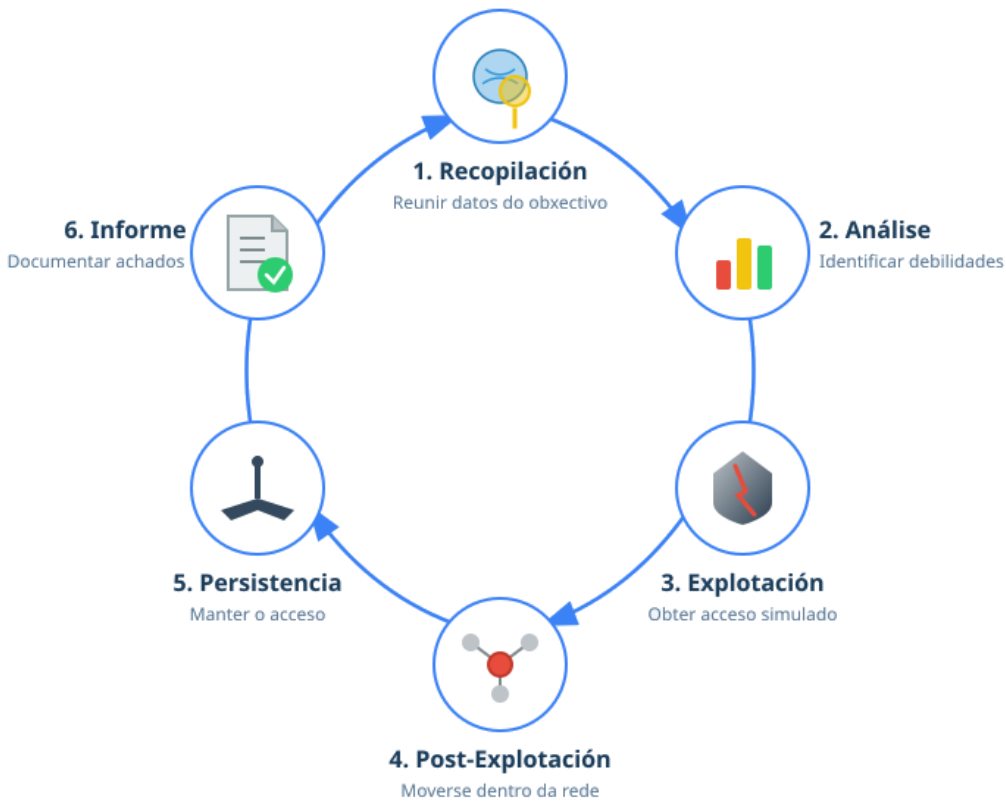 1. Recopilación
Reunir datos do obxectivo
2. Análise
Identificar debilidades
3. Explotación
Obter acceso simulado
4. Post-Explotación
Moverse dentro da rede
5. Persistencia
Manter o acceso
6. Informe
Documentar achados